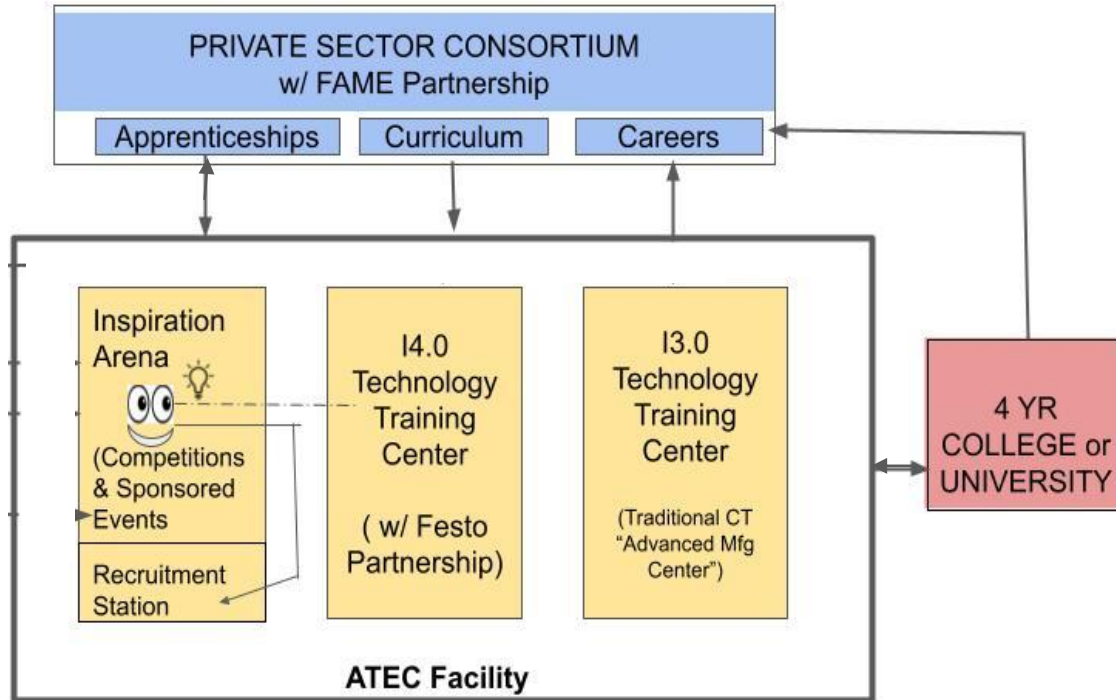 PRIVATE SECTOR CONSORTIUM
w/ FAME Partnership
Apprenticeships
Curriculum
Careers
Inspiration
Arena
(Competitions
& Sponsored
Events
Recruitment
Station
I4.0
Technology
Training
Center
( w/ Festo
Partnership)
I3.0
Technology
Training
Center
(Traditional CT
“Advanced Mfg
Center”)
4 YR
COLLEGE or
UNIVERSITY
ATEC Facility